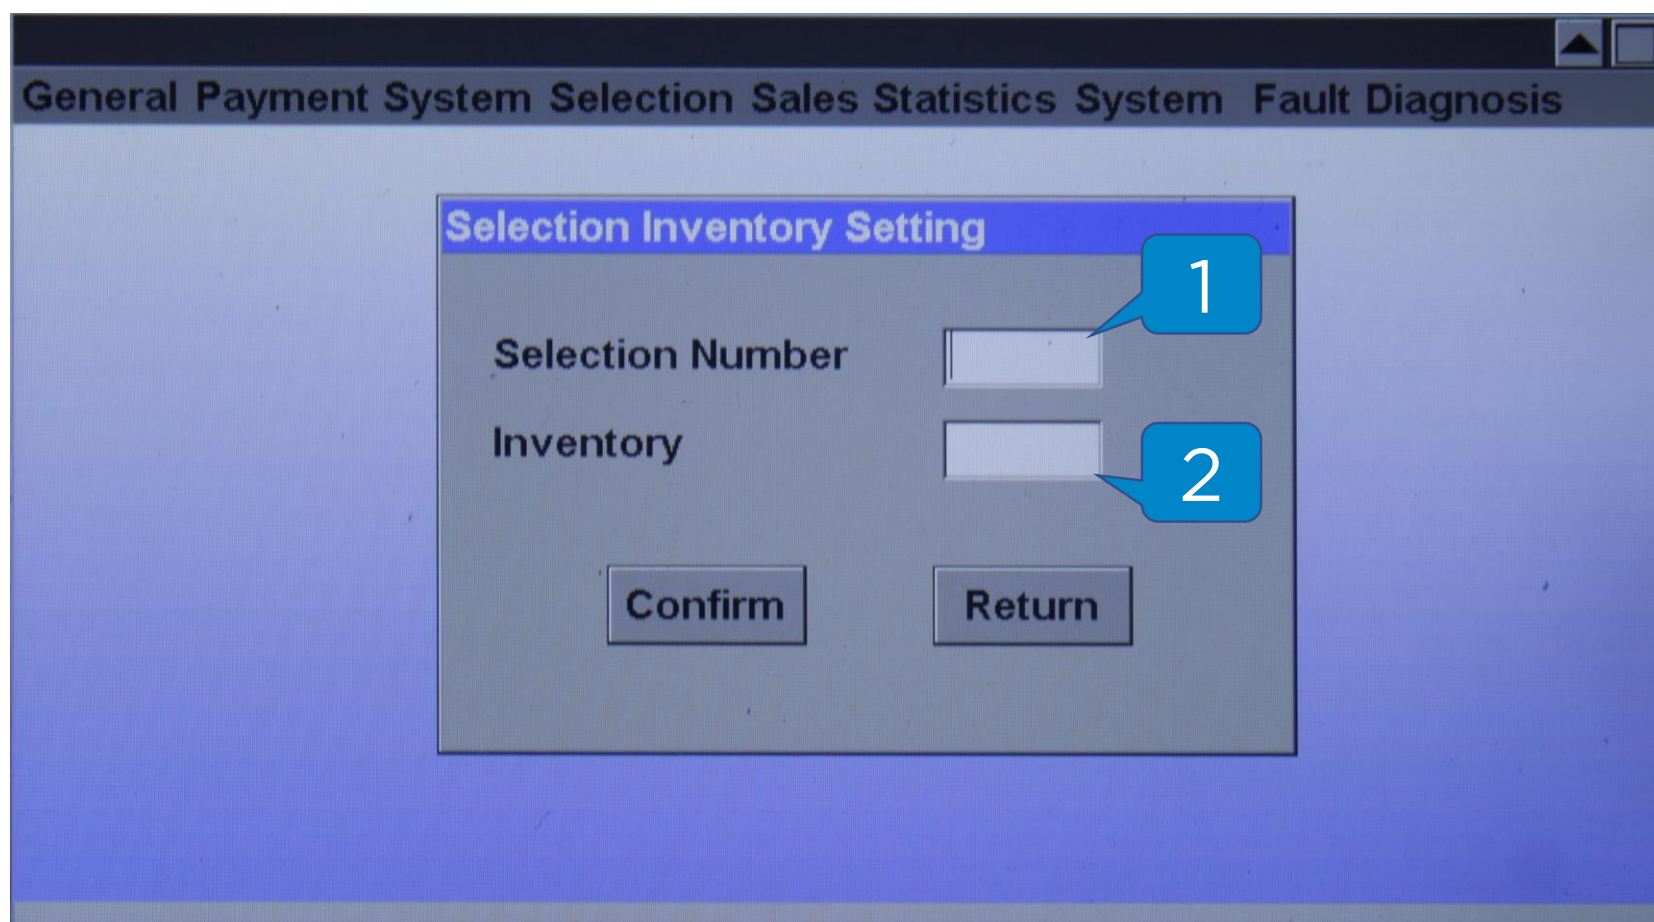 General Payment System Selection Sales Statistics System Fault Diagnosis
Selection Inventory Setting
1
Selection Number
Inventory
2
Confirm Return